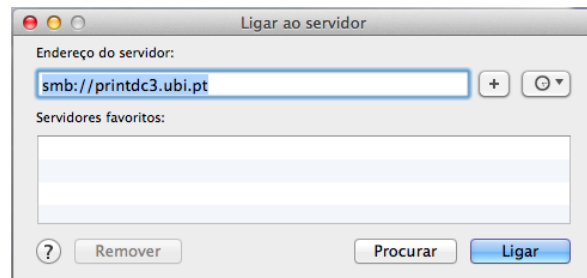 Ligar ao servidor
Endereço do servidor:
smb://printdc3.ubi.pt
+
Servidores favoritos:
? Remover Procurar Ligar